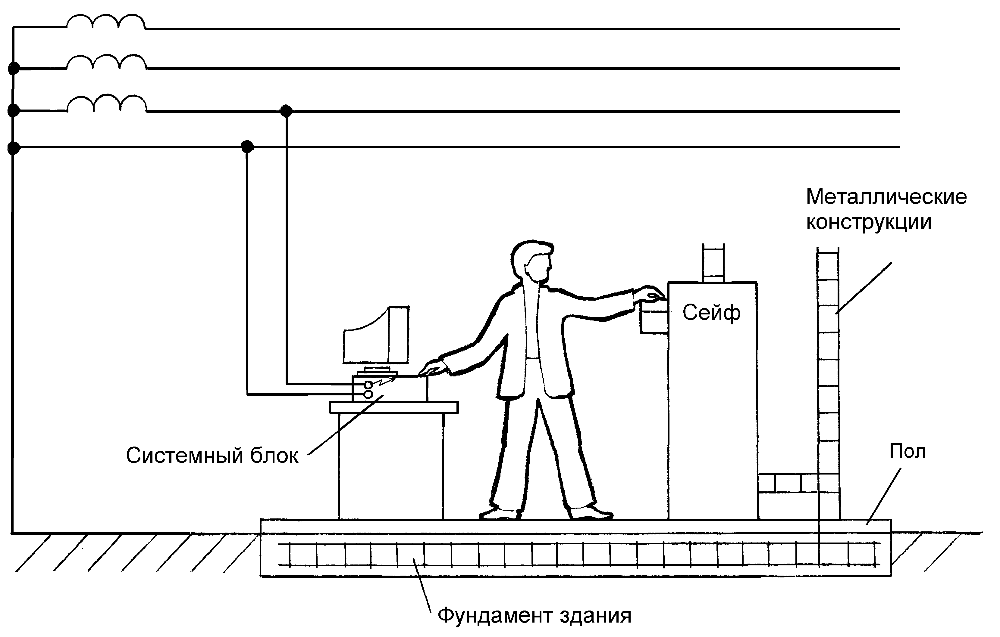 Металлические
конструкции
Сейф
Системный блок
Пол
Фундамент здания